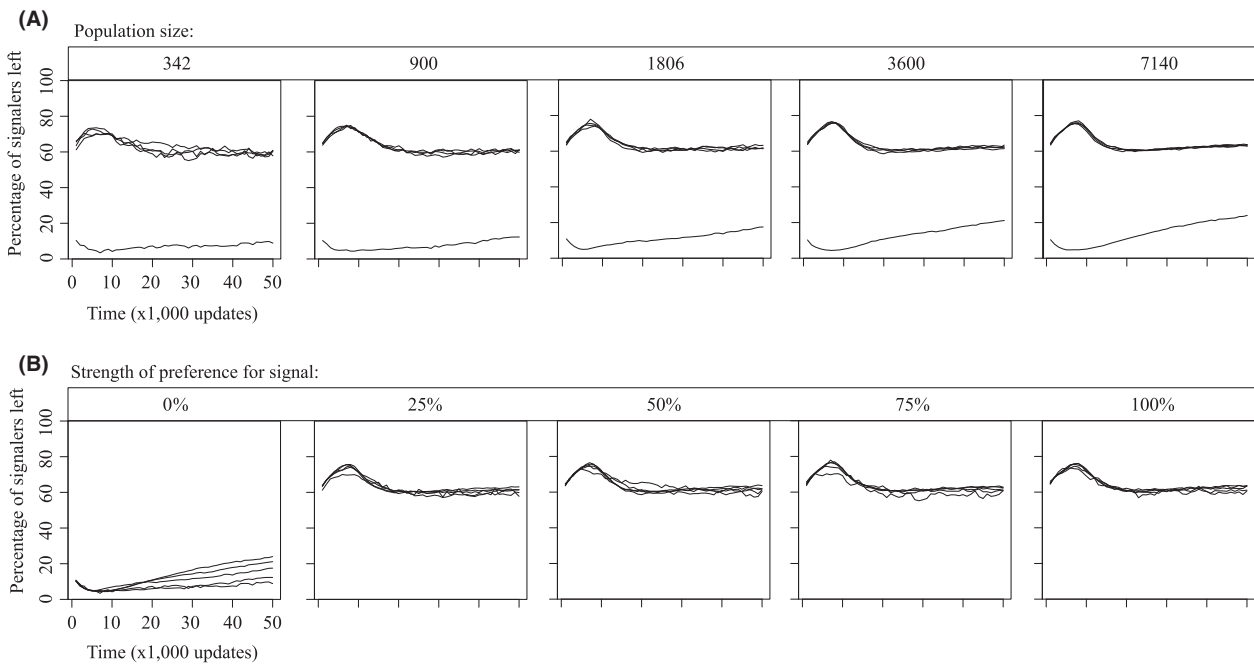 (A)
Population size:
342 900 1806 3600 7140
Percentage of signalers left
100
80
60
40
20
0
0 10 20 30 40 50
Time (x1,000 updates)
(B)
Strength of preference for signal:
0% 25% 50% 75% 100%
Percentage of signalers left
100
80
60
40
20
0
0 10 20 30 40 50
Time (x1,000 updates)